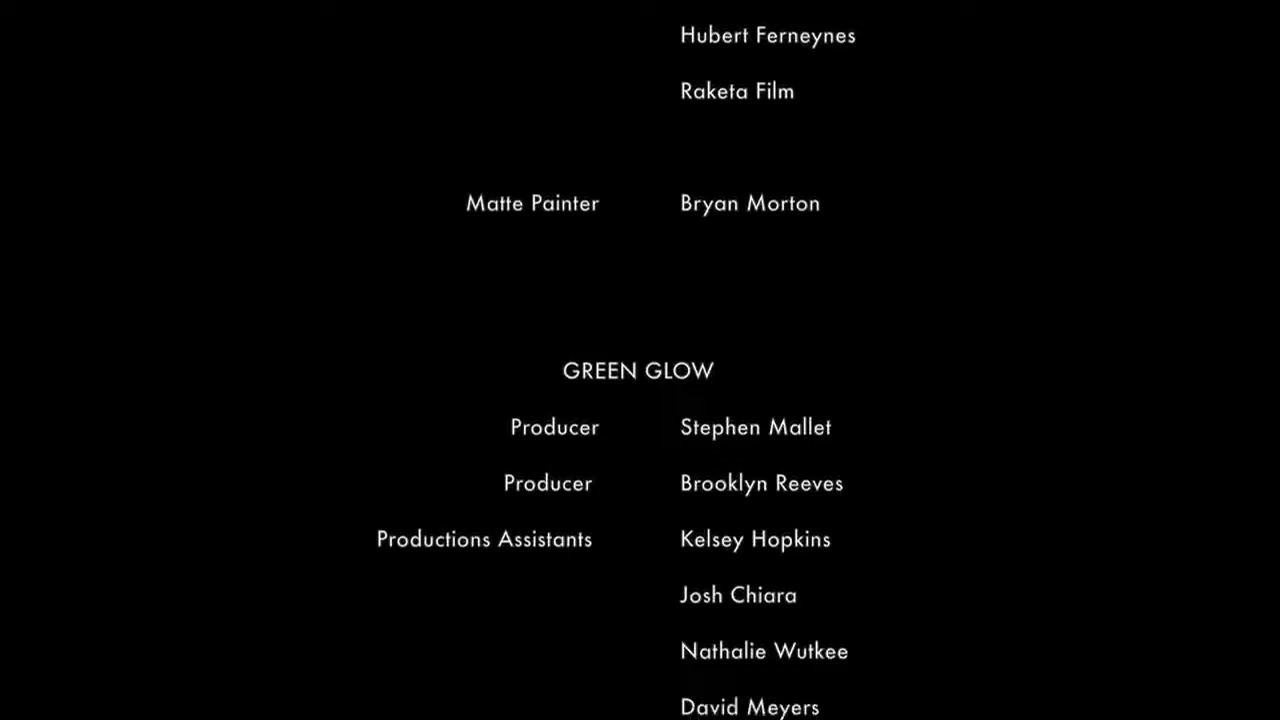 Hubert Ferneynes
Raketa Film
Matte Painter Bryan Morton
GREEN GLOW
Producer Stephen Mallet
Producer Brooklyn Reeves
Productions Assistants Kelsey Hopkins
Josh Chiara
Nathalie Wutkee
David Meyers